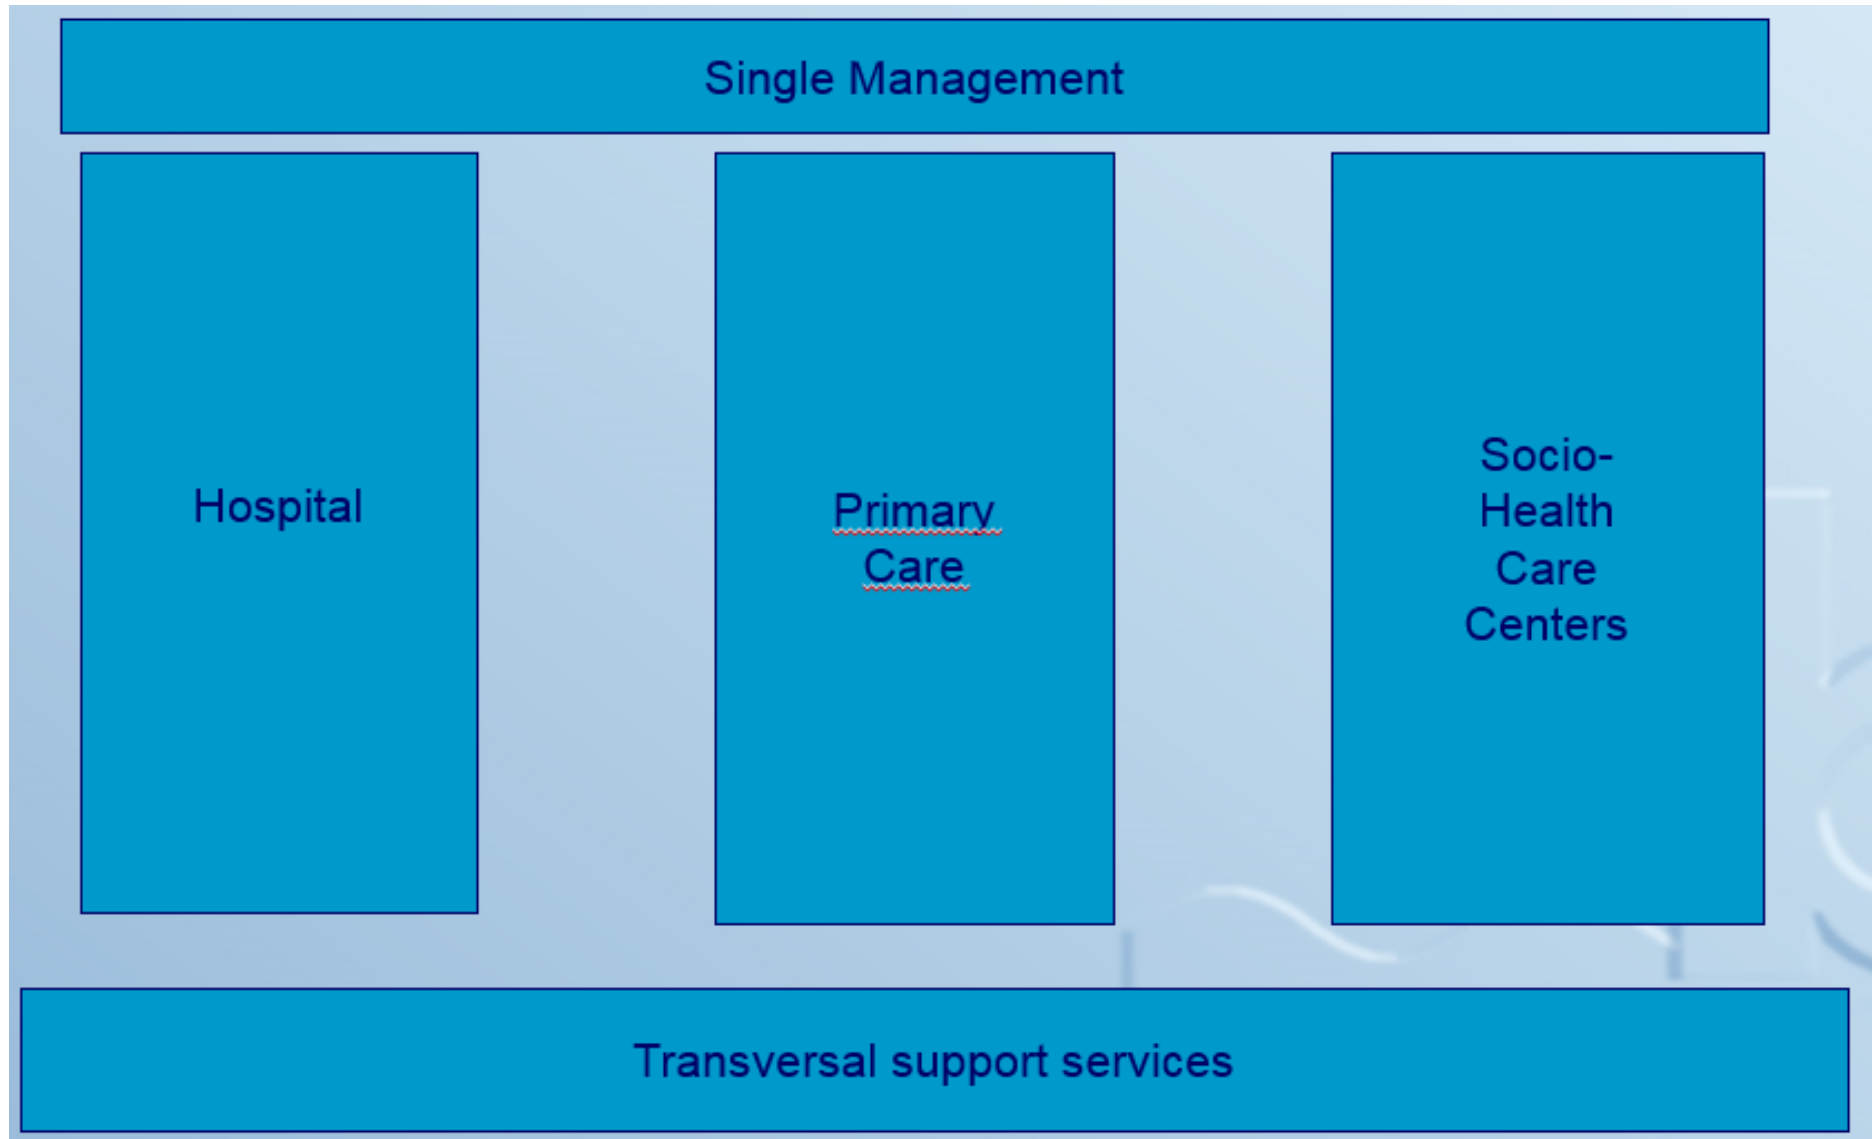 Single Management
Hospital
Primary
Care
Socio-
Health
Care
Centers
Transversal support services